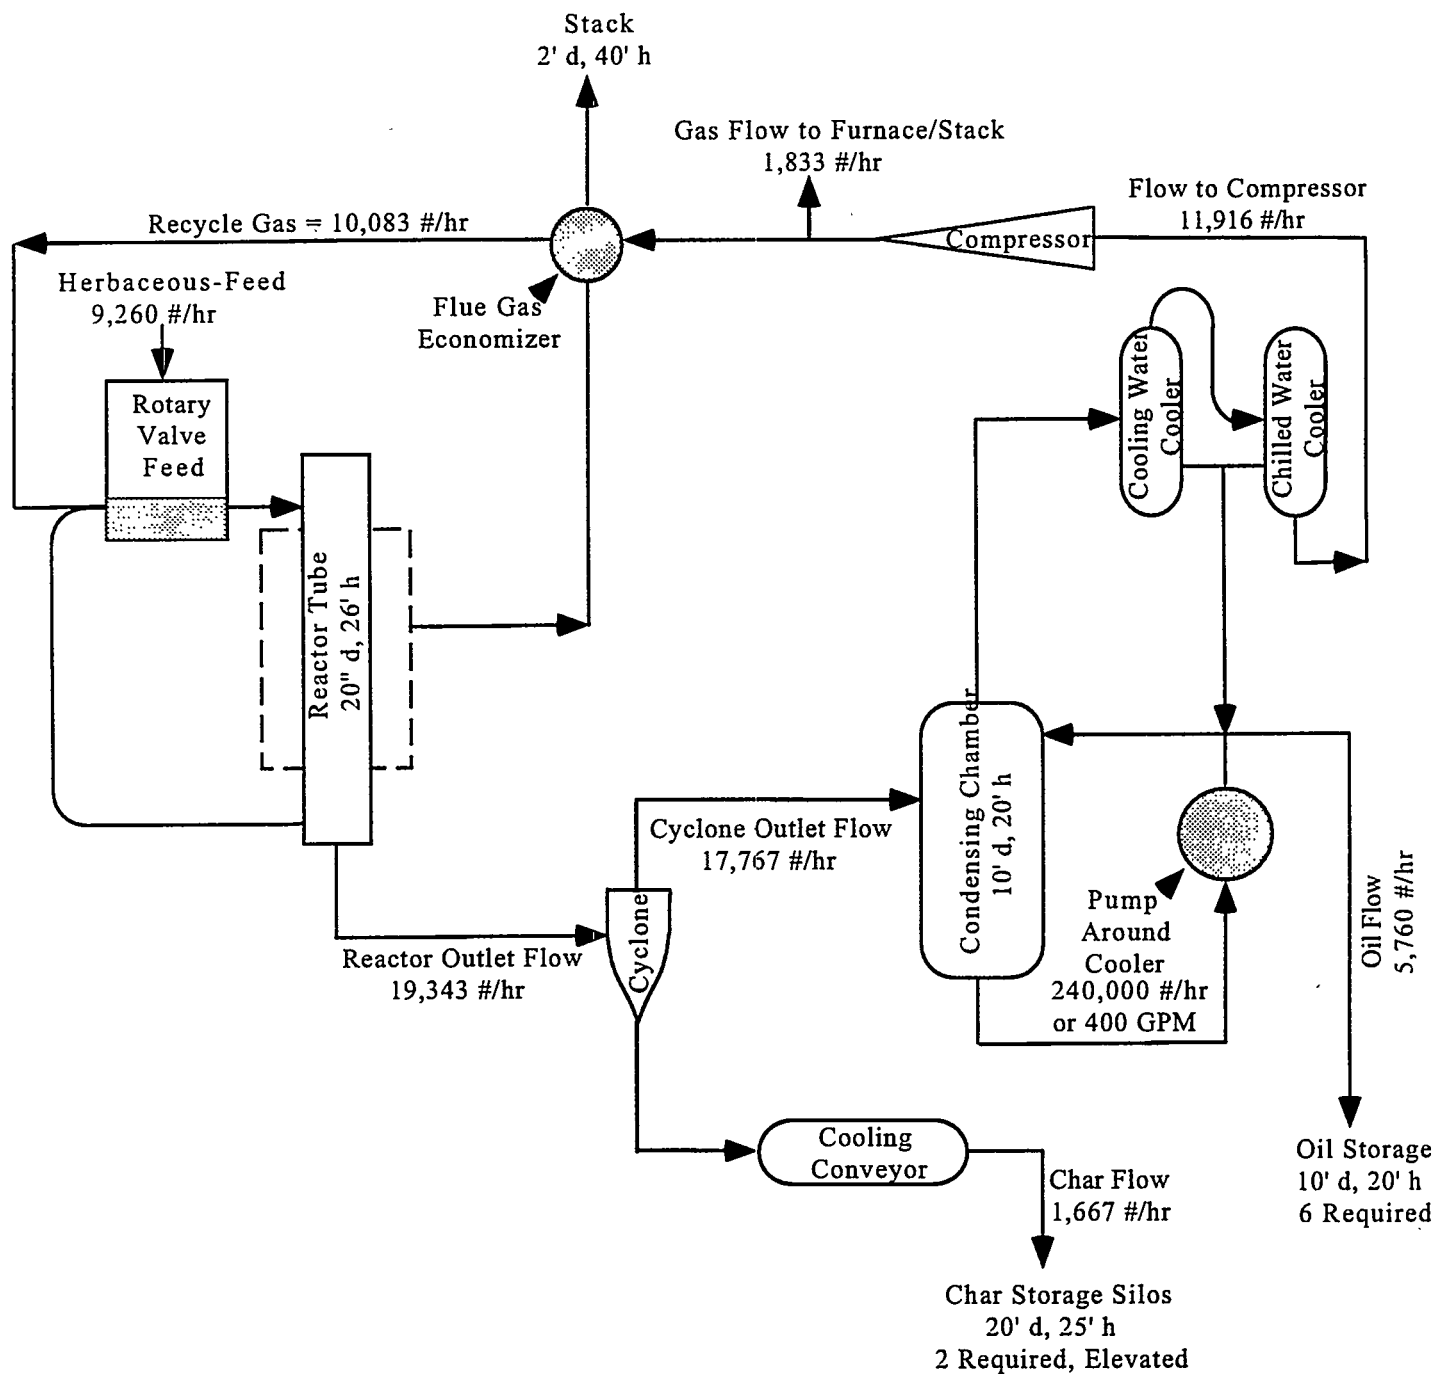 Stack
2' d, 40' h
Gas Flow to Furnace/Stack
1,833 #/hr
Flow to Compressor
11,916 #/hr
Recycle Gas = 10,083 #/hr
Compressor
Herbaceous-Feed
9,260 #/hr
Flue Gas
Economizer
Rotary
Valve
Feed
Cooling Water
Cooler
Chilled Water
Cooler
Reactor Tube
20" d, 26' h
Condensing Chamber
10' d, 20' h
Cyclone Outlet Flow
17,767 #/hr
Pump
Around
Cooler
240,000 #/hr
or 400 GPM
Oil Flow
5,760 #/hr
Reactor Outlet Flow
19,343 #/hr
Cyclone
Cooling
Conveyor
Char Flow
1,667 #/hr
Oil Storage
10' d, 20' h
6 Required
Char Storage Silos
20' d, 25' h
2 Required, Elevated